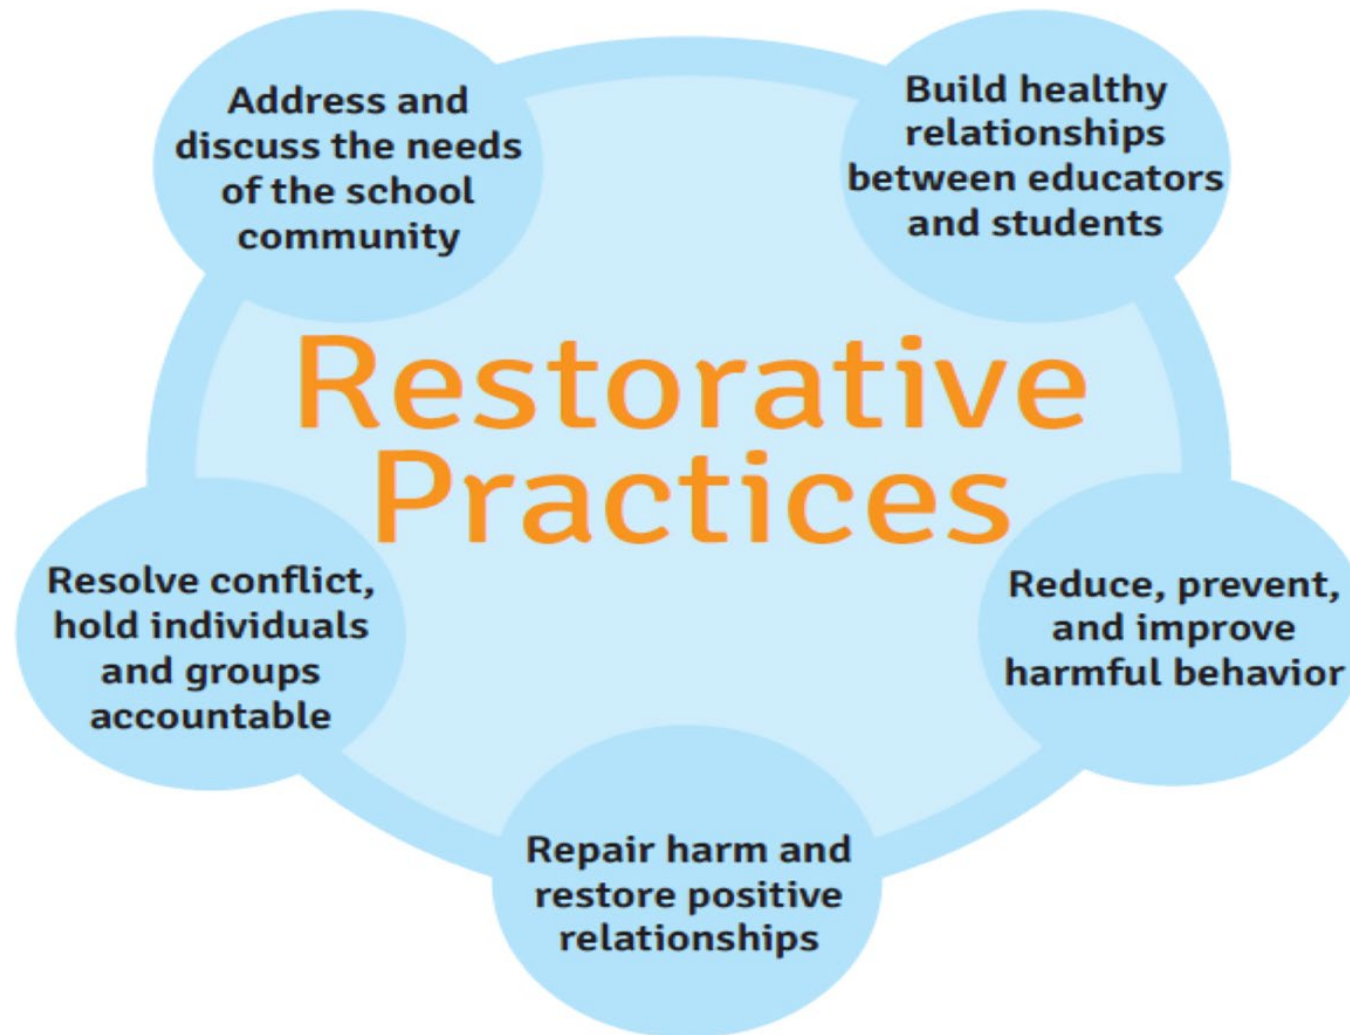 Address and
discuss the needs
of the school
community
Build healthy
relationships
between educators
and students
Restorative
Practices
Resolve conflict,
hold individuals
and groups
accountable
Reduce, prevent,
and improve
harmful behavior
Repair harm and
restore positive
relationships